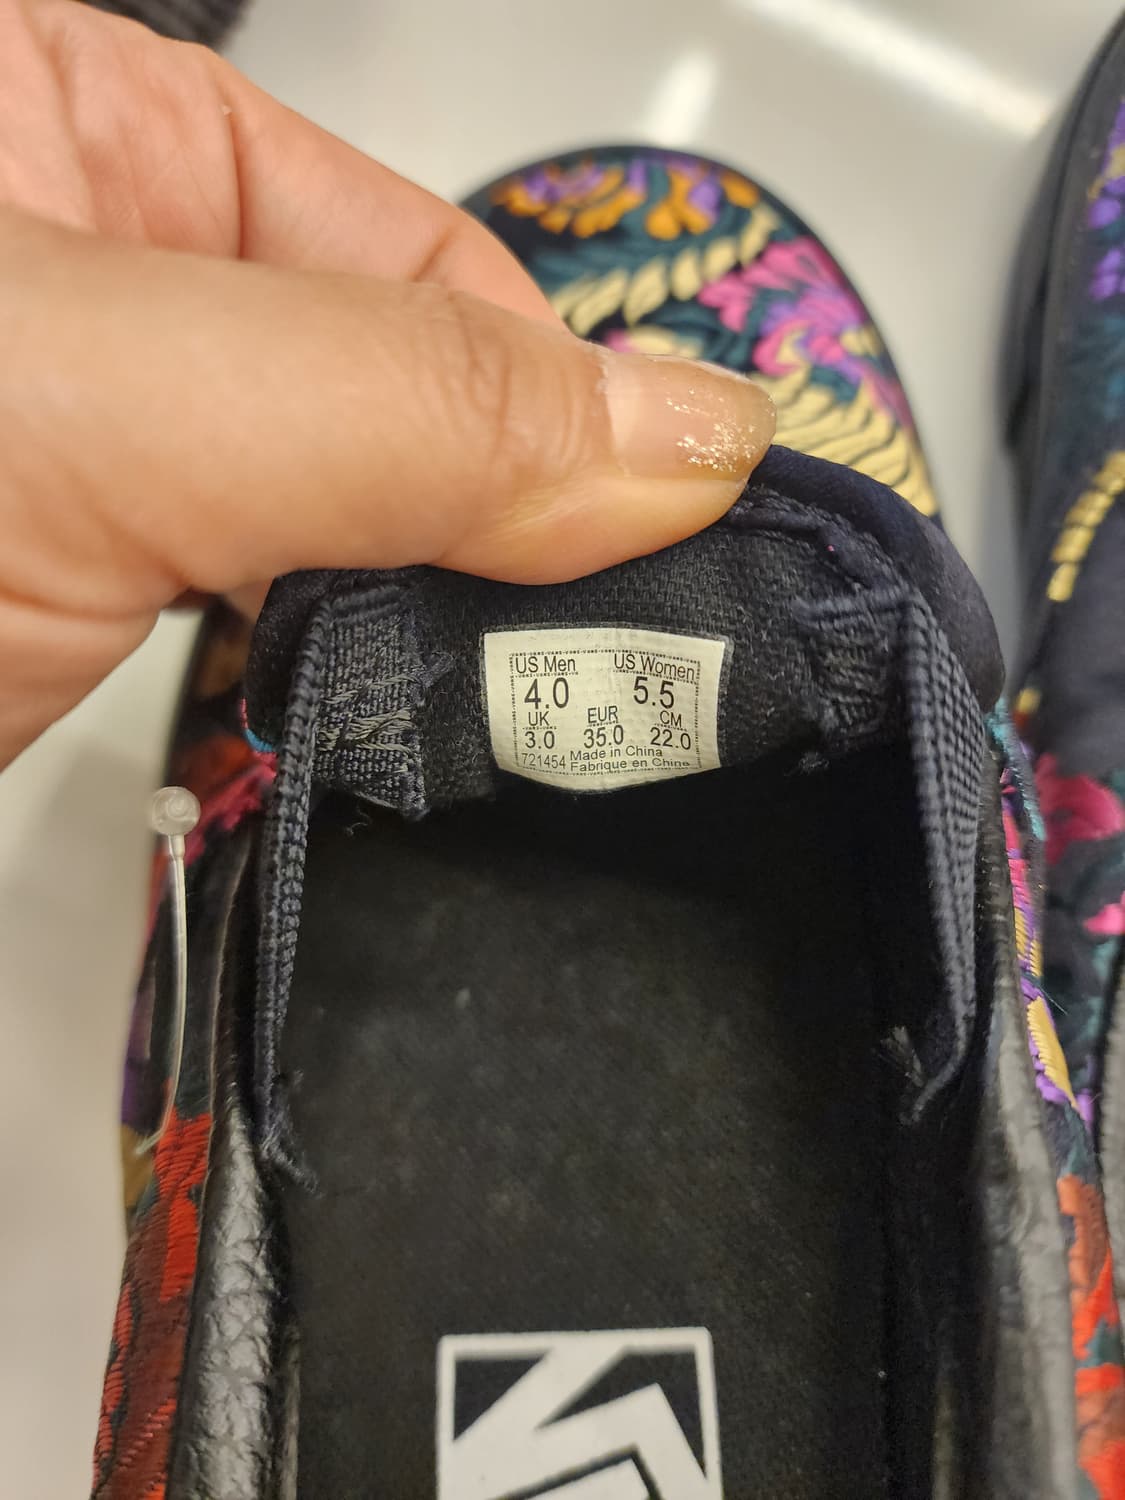 US Men US Women
4.0 5.5
UK EUR CM
3.0 35.0 22.0
721454 Made in China
Fabrique en Chine